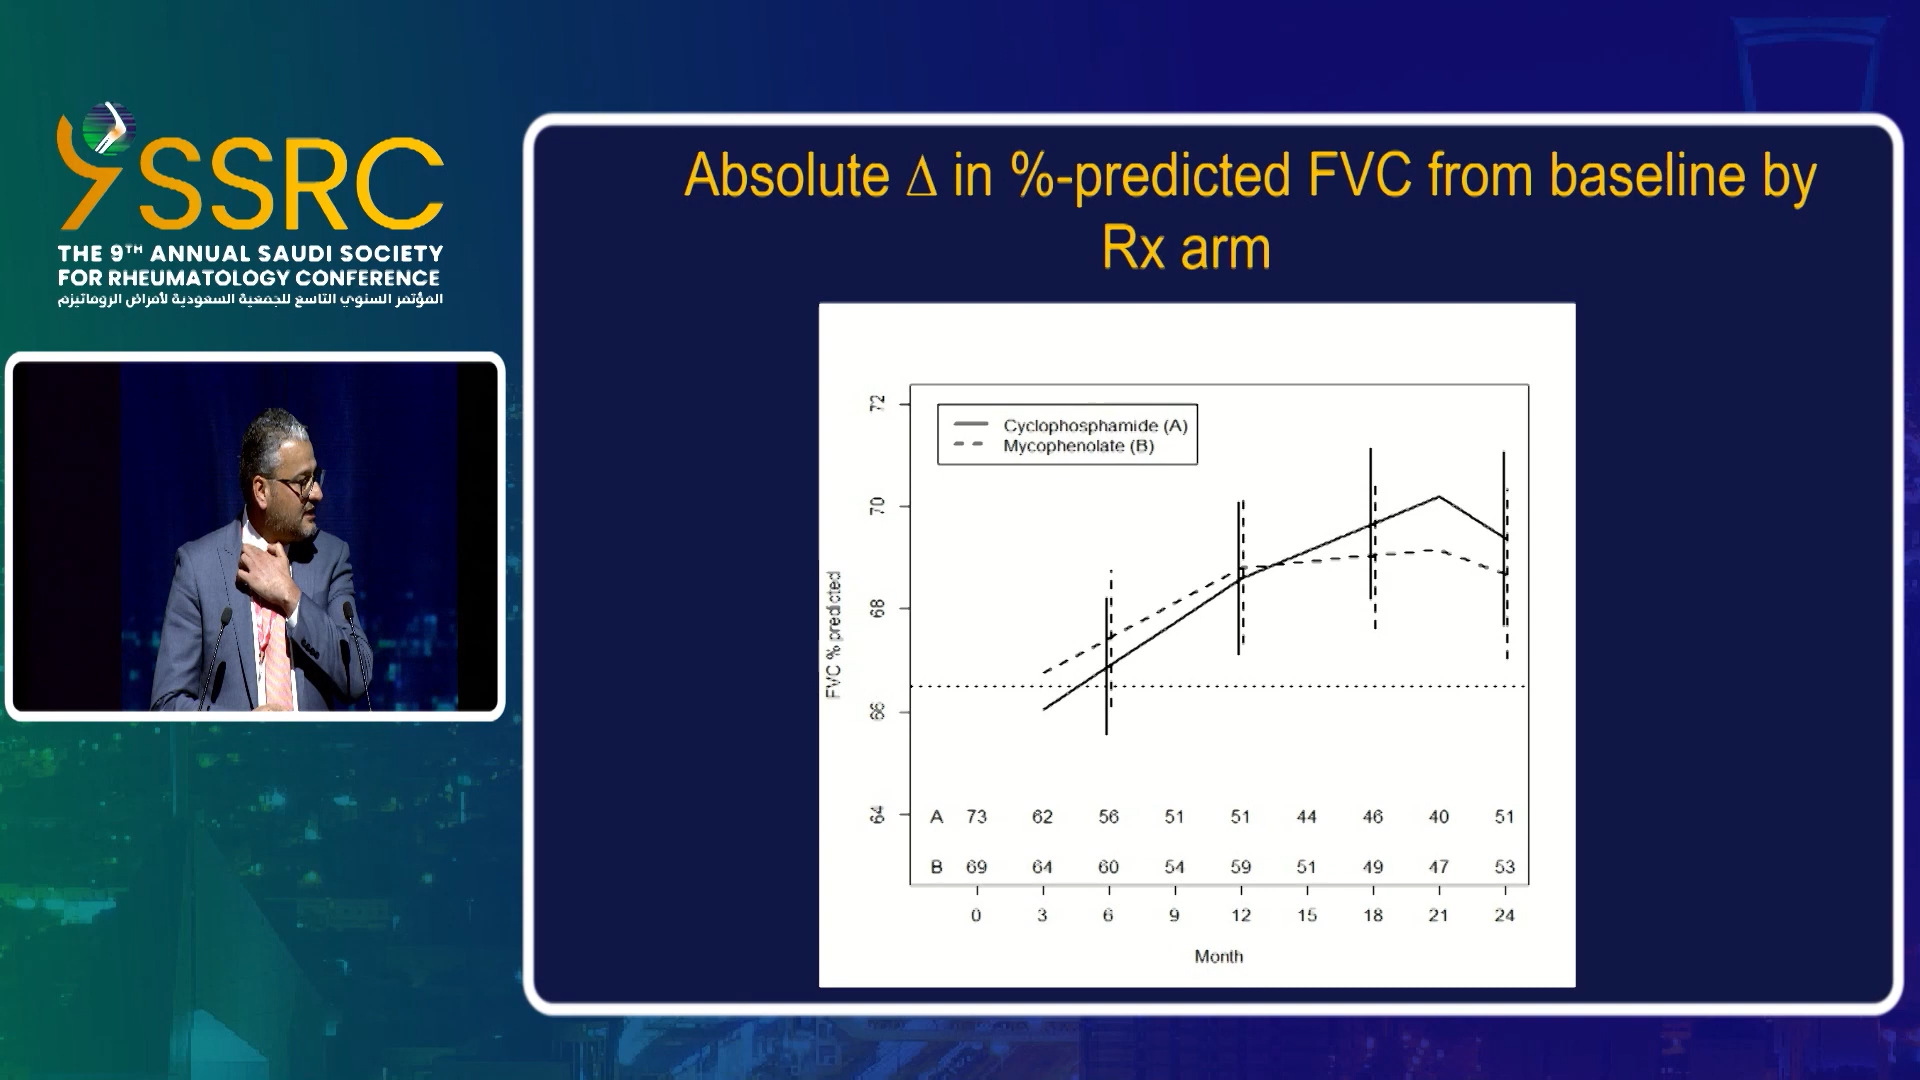 9SSRC
THE 9TH ANNUAL SAUDI SOCIETY
FOR RHEUMATOLOGY CONFERENCE
المؤتمر السنوي التاسع للجمعية السعودية لأمراض الروماتيزم
Absolute Δ in %-predicted FVC from baseline by
Rx arm
Cyclophosphamide (A)
Mycophenolate (B)
FVC % predicted
72
70
68
66
64
A 73 62 56 51 51 44 46 40 51
B 69 64 60 54 59 51 49 47 53
0 3 6 9 12 15 18 21 24
Month